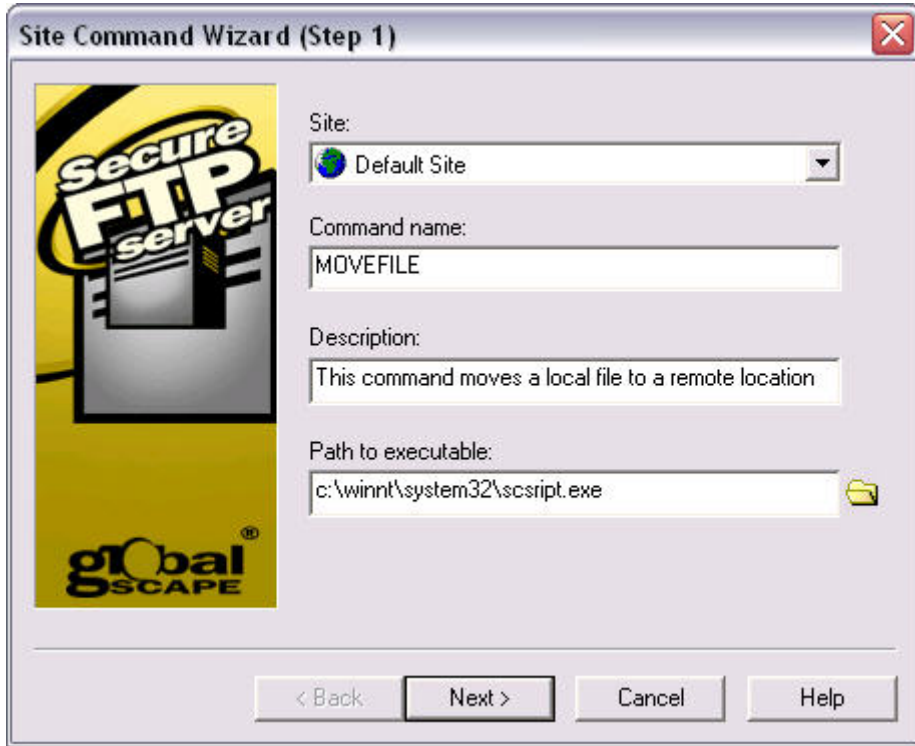 Site Command Wizard (Step 1)
Secure
FTP
server
globalSCAPE®
Site:
Default Site
Command name:
MOVEFILE
Description:
This command moves a local file to a remote location
Path to executable:
c:\winnt\system32\scsript.exe
< Back
Next >
Cancel
Help